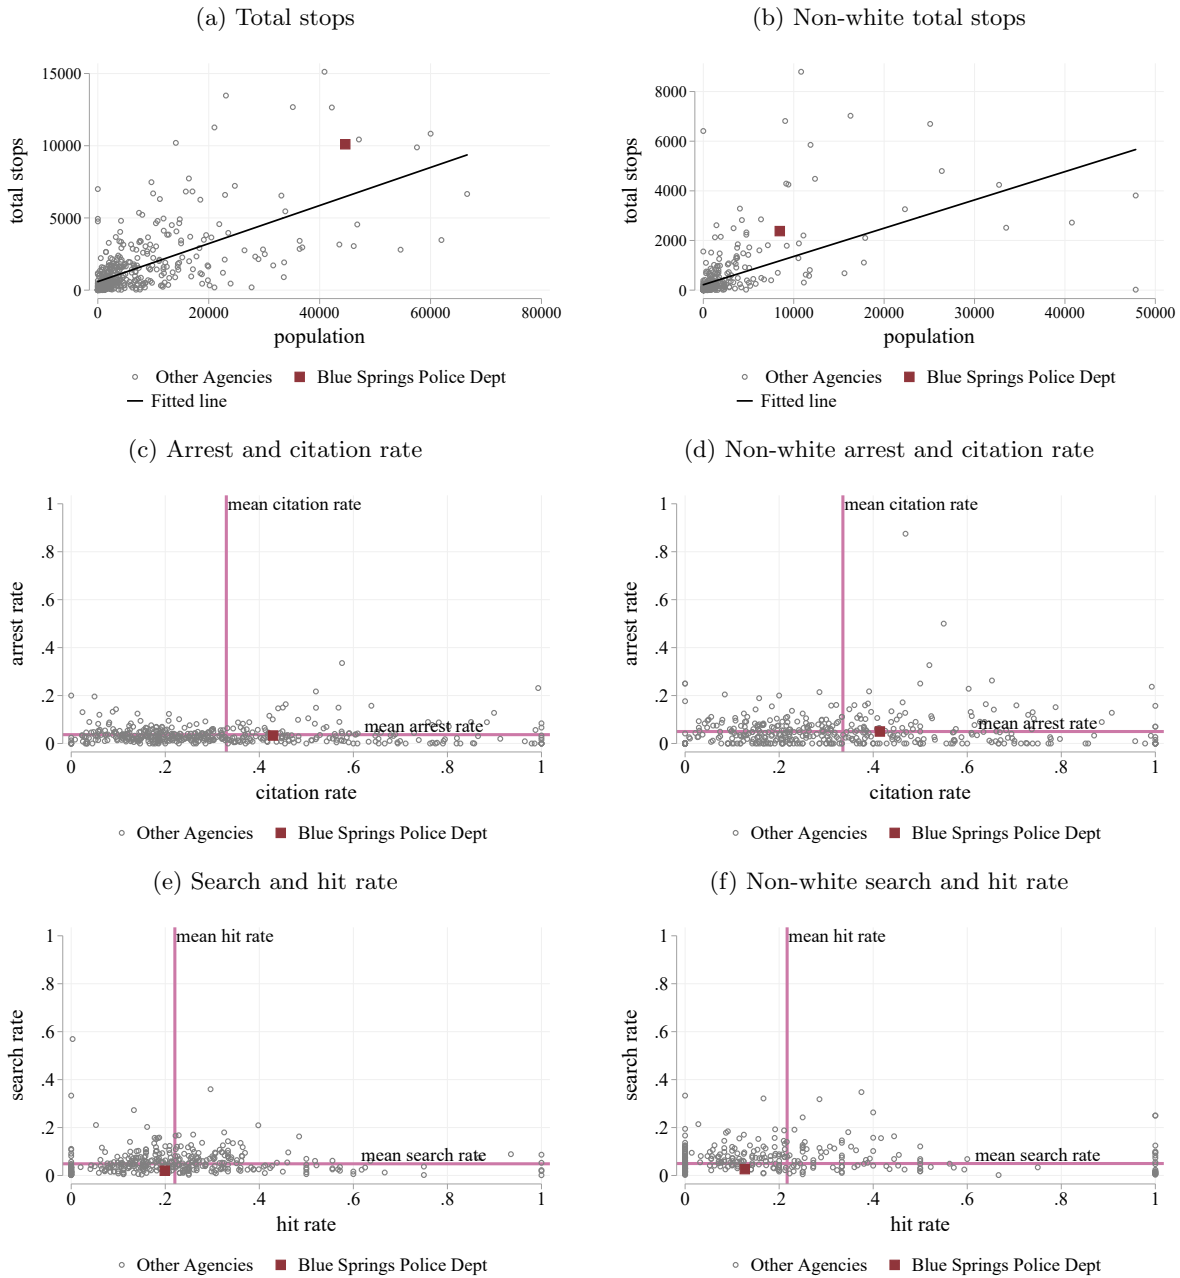 (a) Total stops
(b) Non-white total stops
total stops
15000
10000
5000
0
0 20000 40000 60000 80000
population
Other Agencies Blue Springs Police Dept
Fitted line
total stops
8000
6000
4000
2000
0
0 10000 20000 30000 40000 50000
population
Other Agencies Blue Springs Police Dept
Fitted line
(c) Arrest and citation rate
(d) Non-white arrest and citation rate
arrest rate
1
.8
.6
.4
.2
0
mean citation rate
mean arrest rate
0 .2 .4 .6 .8 1
citation rate
Other Agencies Blue Springs Police Dept
arrest rate
1
.8
.6
.4
.2
0
mean citation rate
mean arrest rate
0 .2 .4 .6 .8 1
citation rate
Other Agencies Blue Springs Police Dept
(e) Search and hit rate
(f) Non-white search and hit rate
search rate
1
.8
.6
.4
.2
0
mean hit rate
mean search rate
0 .2 .4 .6 .8 1
hit rate
Other Agencies Blue Springs Police Dept
search rate
1
.8
.6
.4
.2
0
mean hit rate
mean search rate
0 .2 .4 .6 .8 1
hit rate
Other Agencies Blue Springs Police Dept